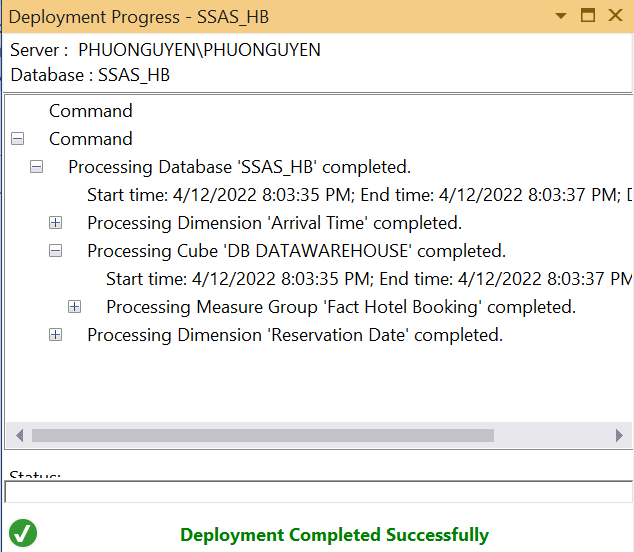 Deployment Progress - SSAS_HB
Server : PHUONGUYEN\PHUONGUYEN
Database : SSAS_HB
Command
Command
Processing Database 'SSAS_HB' completed.
Start time: 4/12/2022 8:03:35 PM; End time: 4/12/2022 8:03:37 PM;
Processing Dimension 'Arrival Time' completed.
Processing Cube 'DB DATAWAREHOUSE' completed.
Start time: 4/12/2022 8:03:35 PM; End time: 4/12/2022 8:03:37 PM
Processing Measure Group 'Fact Hotel Booking' completed.
Processing Dimension 'Reservation Date' completed.
Status:
Deployment Completed Successfully